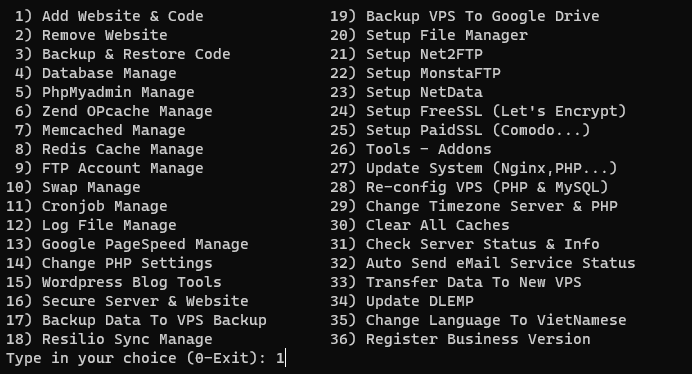 1) Add Website & Code
2) Remove Website
3) Backup & Restore Code
4) Database Manage
5) PhpMyadmin Manage
6) Zend OPcache Manage
7) Memcached Manage
8) Redis Cache Manage
9) FTP Account Manage
10) Swap Manage
11) Cronjob Manage
12) Log File Manage
13) Google PageSpeed Manage
14) Change PHP Settings
15) Wordpress Blog Tools
16) Secure Server & Website
17) Backup Data To VPS Backup
18) Resilio Sync Manage
19) Backup VPS To Google Drive
20) Setup File Manager
21) Setup Net2FTP
22) Setup MonstaFTP
23) Setup NetData
24) Setup FreeSSL (Let's Encrypt)
25) Setup PaidSSL (Comodo...)
26) Tools - Addons
27) Update System (Nginx,PHP...)
28) Re-config VPS (PHP & MySQL)
29) Change Timezone Server & PHP
30) Clear All Caches
31) Check Server Status & Info
32) Auto Send eMail Service Status
33) Transfer Data To New VPS
34) Update DLEMP
35) Change Language To VietNamese
36) Register Business Version
Type in your choice (0-Exit): 1